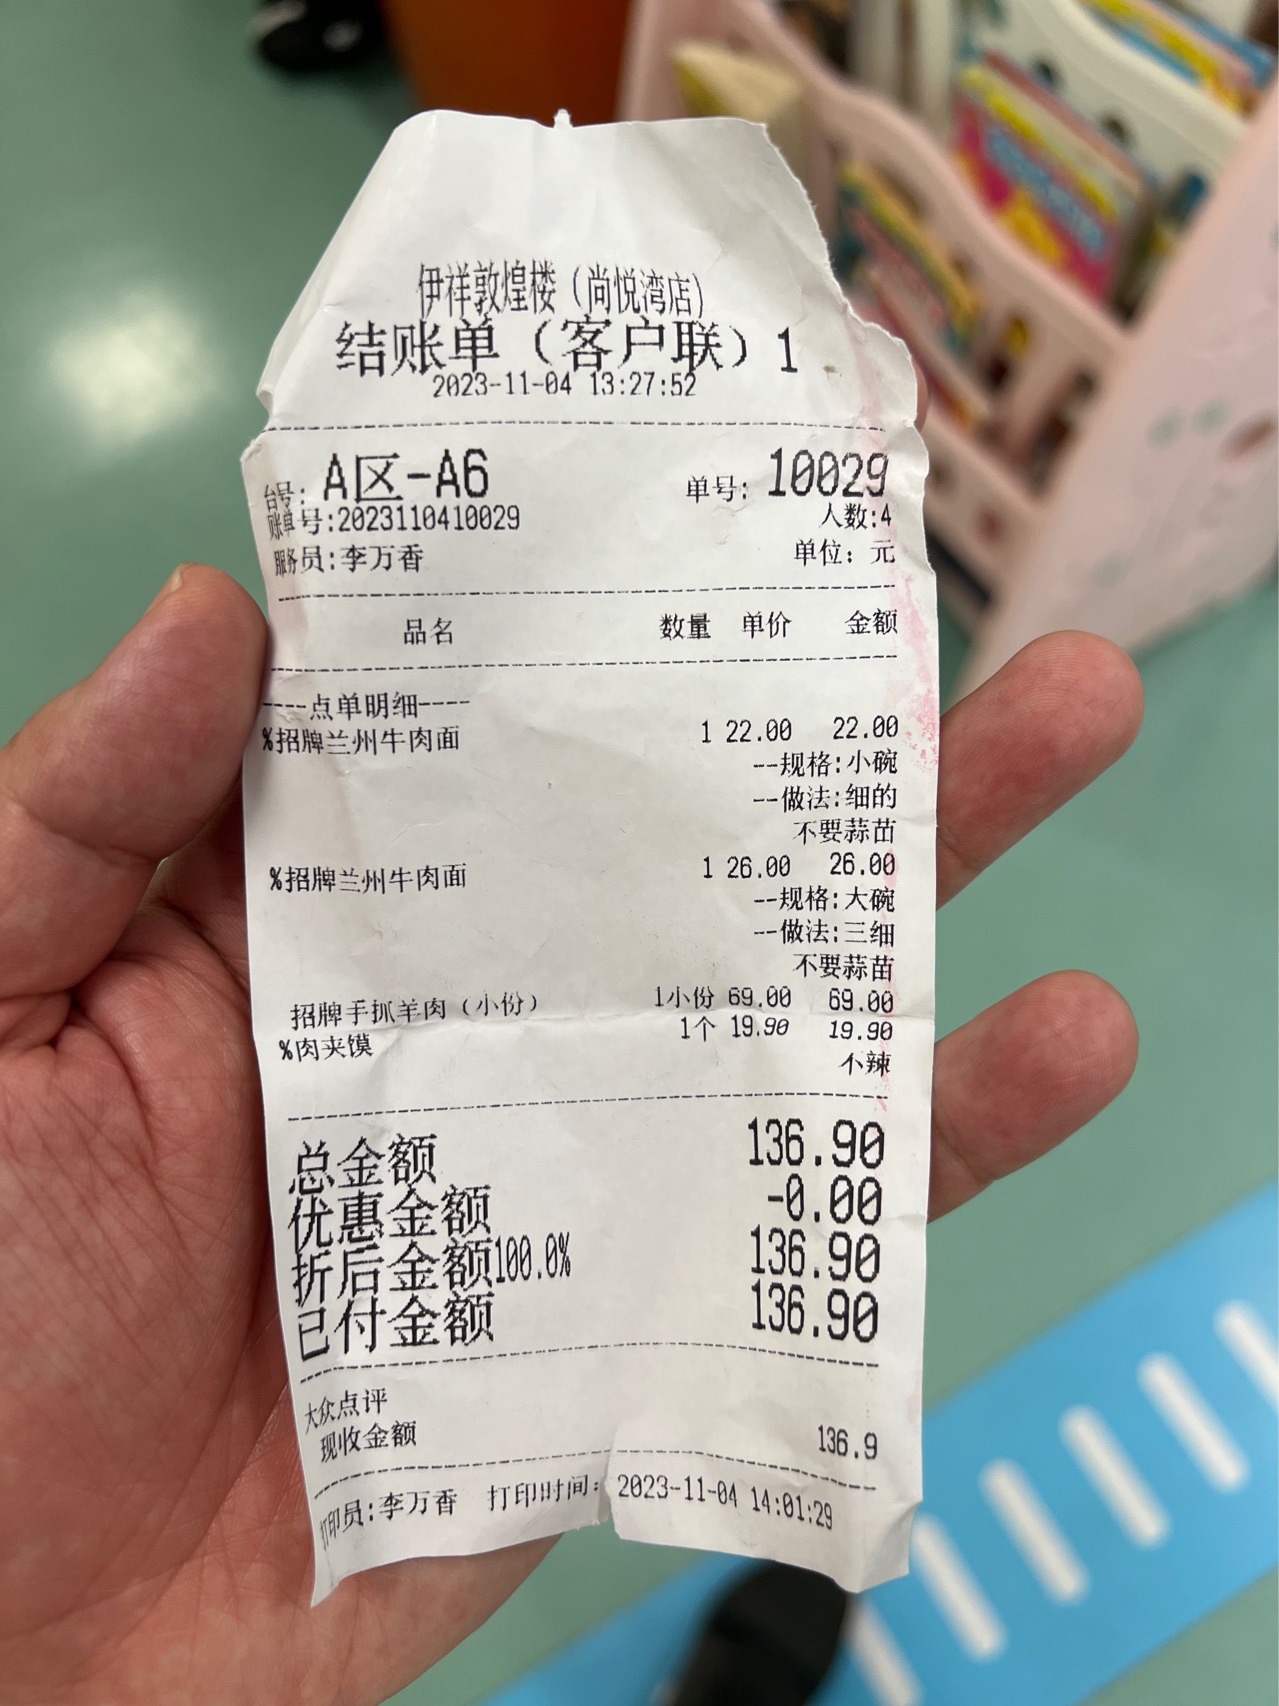 伊祥敦煌楼（尚悦湾店）
结账单（客户联）1
2023-11-04 13:27:52
台号: A区-A6 单号: 10029
账单号:2023110410029 人数:4
服务员:李万香 单位: 元
品名 数量 单价 金额
----点单明细----
%招牌兰州牛肉面 1 22.00 22.00
--规格:小碗
--做法:细的
不要蒜苗
%招牌兰州牛肉面 1 26.00 26.00
--规格:大碗
--做法:三细
不要蒜苗
招牌手抓羊肉（小份） 1小份 69.00 69.00
%肉夹馍 1个 19.90 19.90
不辣
总金额 136.90
优惠金额 -0.00
折后金额100.0% 136.90
已付金额 136.90
大众点评
现收金额 136.9
打印员:李万香 打印时间: 2023-11-04 14:01:29